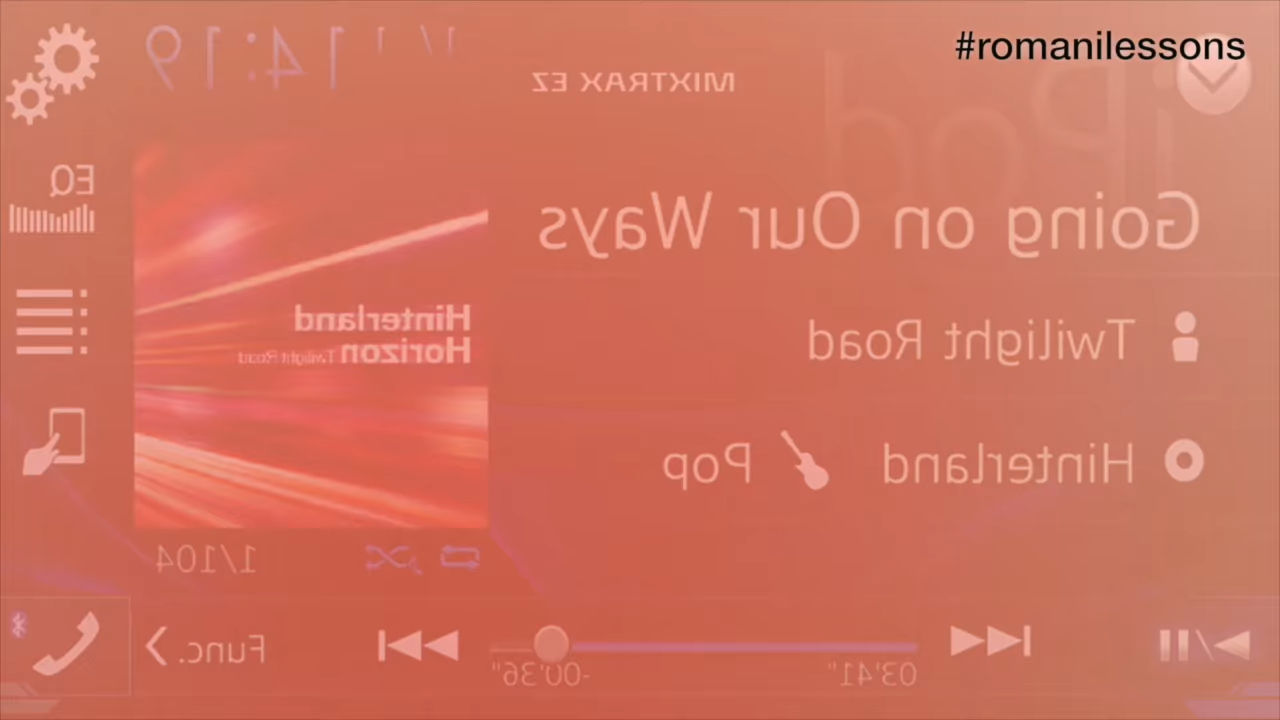 #romanilessons
14:19
MIXTRAX EZ
iPod
EQ
Going on Our Ways
Hinterland
Horizon Twilight Road
Twilight Road
Hinterland Pop
1/104
Func.
-00'36" 03'41"